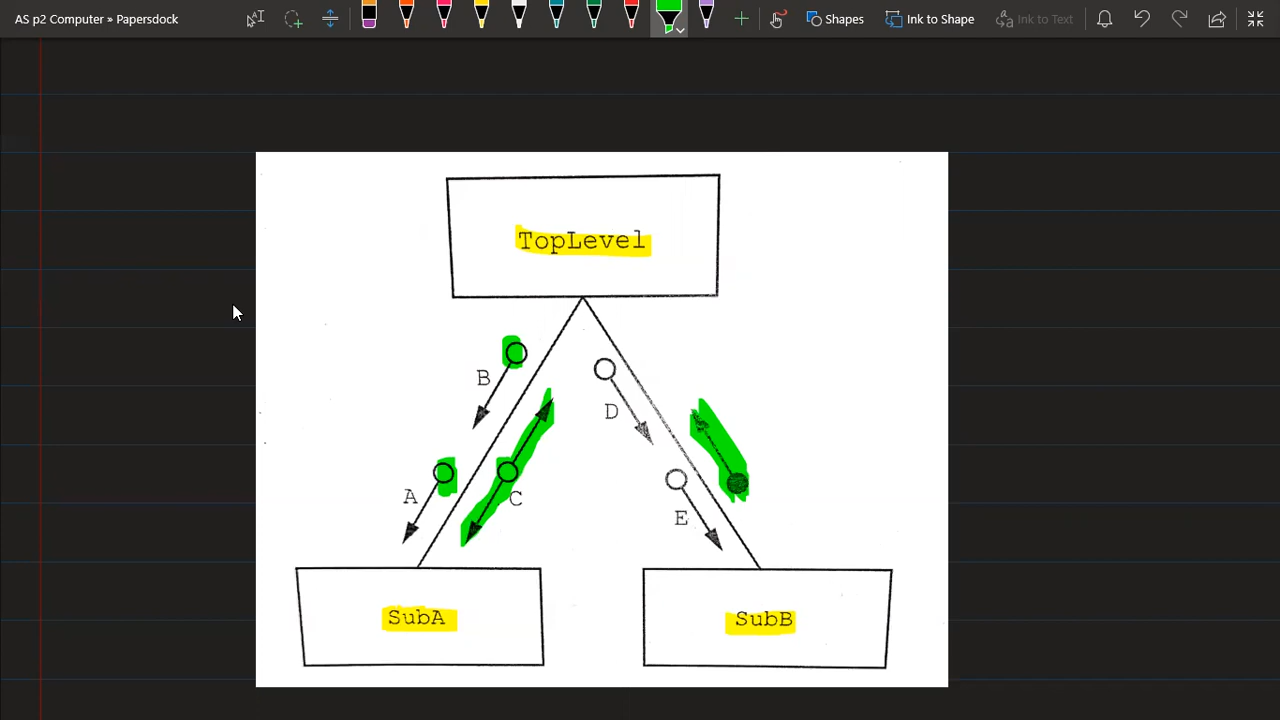 AS p2 Computer » Papersdock
Shapes
Ink to Shape
Ink to Text
TopLevel
B
D
A
C
E
SubA
SubB